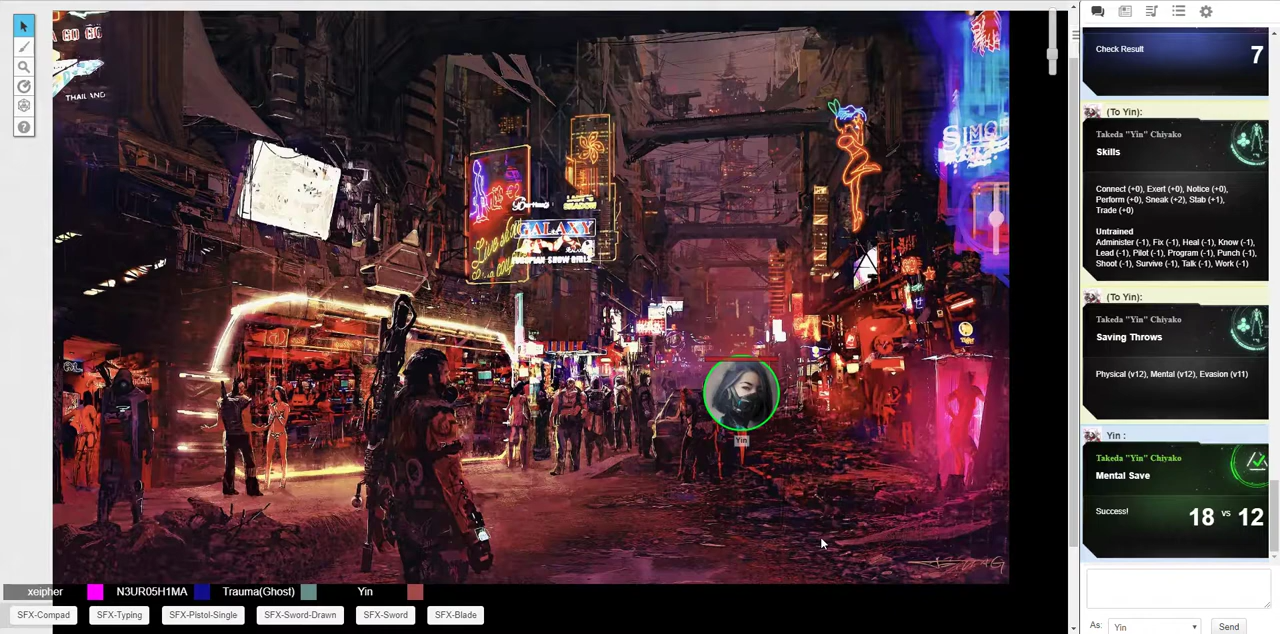 GO GO
THAILAND
GALAXY
SHOW GIRLS
Check Result
7
(To Yin):
Takeda "Yin" Chiyako
Skills
Connect (+0), Exert (+0), Notice (+0),
Perform (+0), Sneak (+2), Stab (+1),
Trade (+0)
Untrained
Administer (-1), Fix (-1), Heal (-1), Know (-1),
Lead (-1), Pilot (-1), Program (-1), Punch (-1),
Shoot (-1), Survive (-1), Talk (-1), Work (-1)
(To Yin):
Takeda "Yin" Chiyako
Saving Throws
Physical (v12), Mental (v12), Evasion (v11)
Yin :
Takeda "Yin" Chiyako
Mental Save
Success!
18 vs 12
Yin
xeipher
N3UR05H1MA
Trauma(Ghost)
Yin
SFX-Compad
SFX-Typing
SFX-Pistol-Single
SFX-Sword-Drawn
SFX-Sword
SFX-Blade
As:
Yin
Send